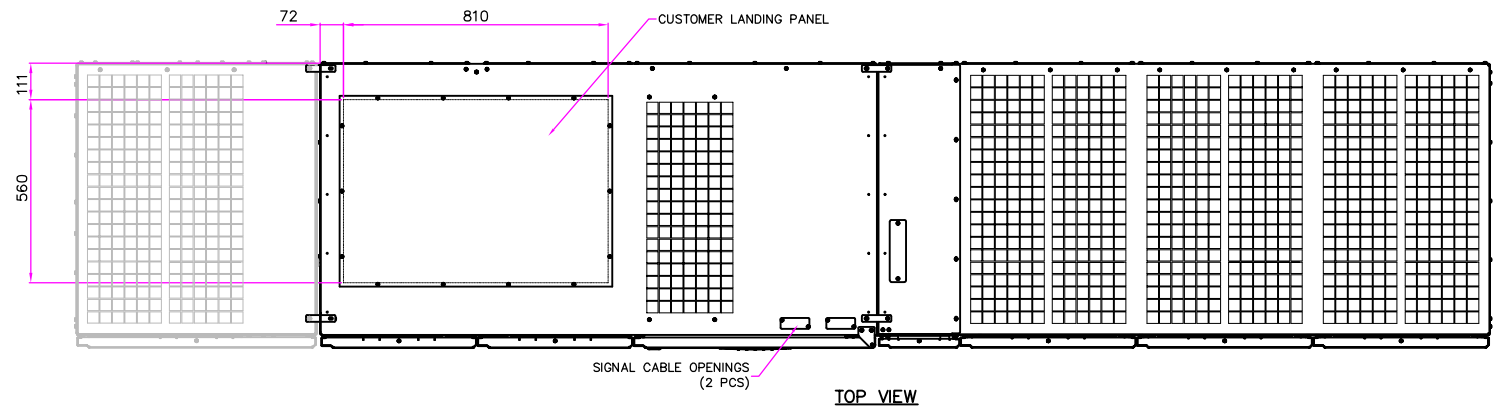 72
810
CUSTOMER LANDING PANEL
111
560
SIGNAL CABLE OPENINGS
(2 PCS)
TOP VIEW